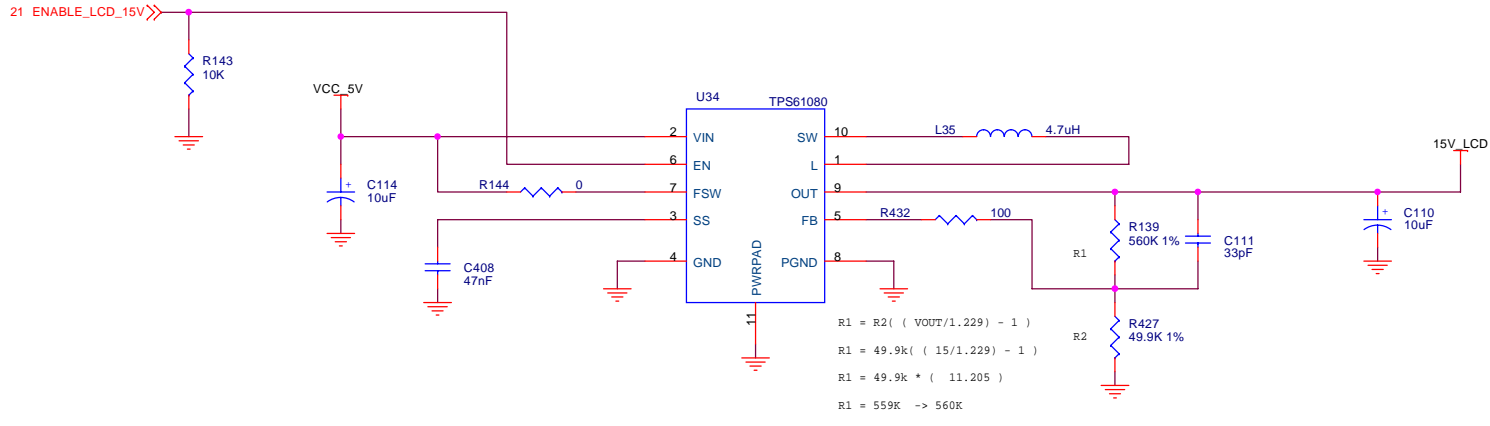 21 ENABLE_LCD_15V
R143
10K
VCC_5V
U34
TPS61080
2 VIN
SW 10
L35
4.7uH
15V_LCD
6 EN
L 1
C114
10uF
+
R144
0
7 FSW
OUT 9
3 SS
FB 5
R432
100
R139
560K 1%
R1
C111
33pF
C110
10uF
+
C408
47nF
4 GND
PWRPAD
PGND 8
11
R1 = R2( ( VOUT/1.229) - 1 )
R1 = 49.9k( ( 15/1.229) - 1 )
R1 = 49.9k * ( 11.205 )
R1 = 559K -> 560K
R2
R427
49.9K 1%